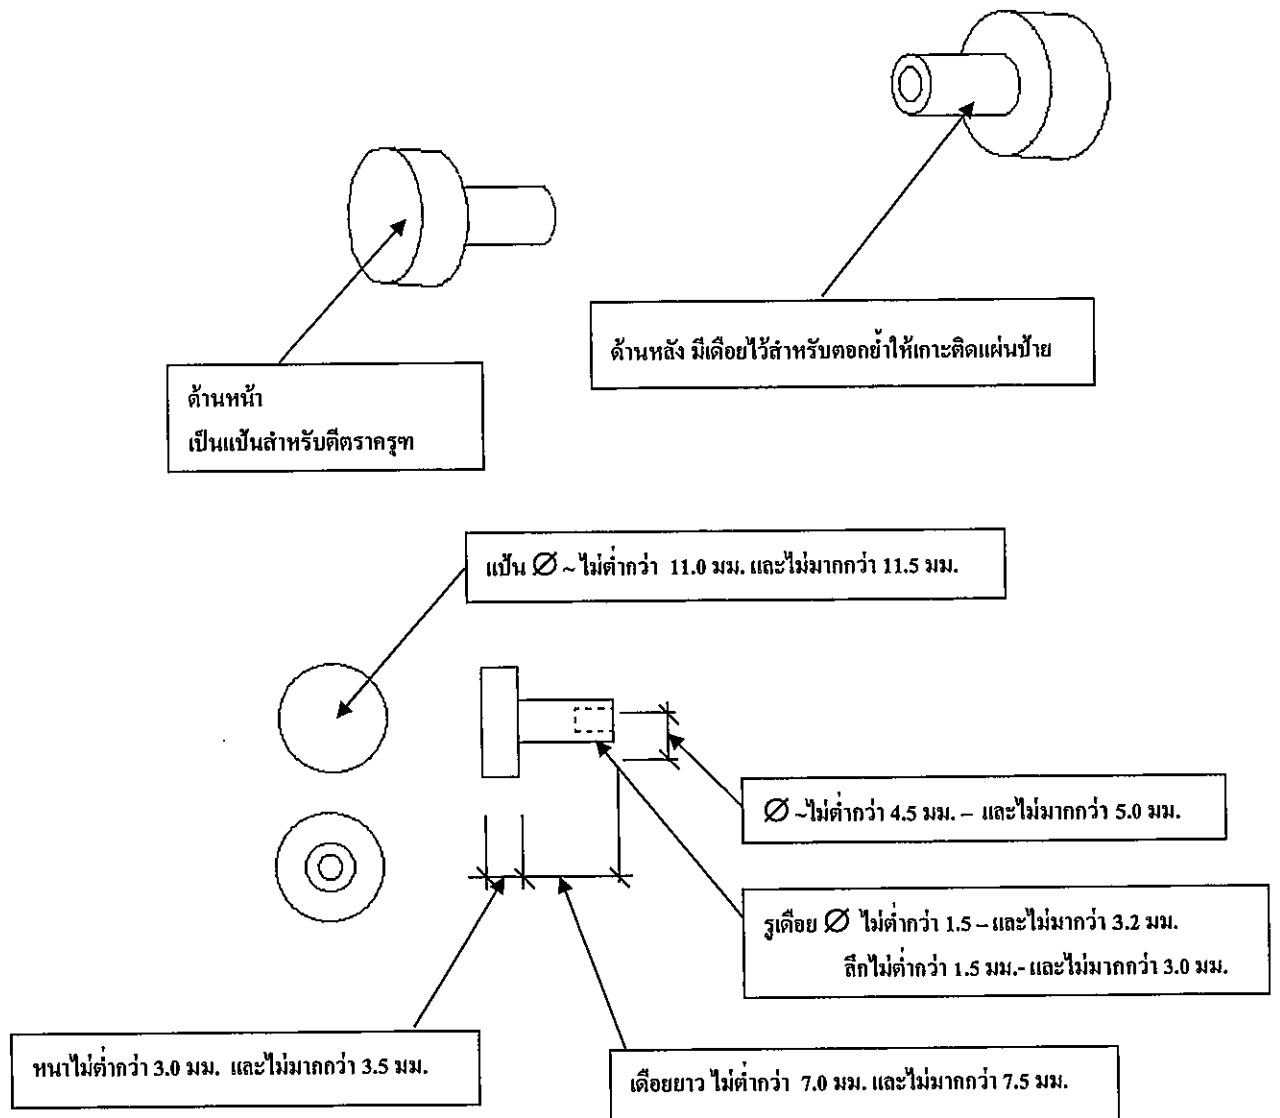 ด้านหลัง มีเดือยไว้สำหรับตอกย้ำให้เกาะติดแผ่นป้าย
ด้านหน้า
เป็นแป้นสำหรับตีตราครุฑ
แป้น ∅ ~ ไม่ต่ำกว่า 11.0 มม. และไม่มากกว่า 11.5 มม.
∅ ~ไม่ต่ำกว่า 4.5 มม. – และไม่มากกว่า 5.0 มม.
รูเดือย ∅ ไม่ต่ำกว่า 1.5 – และไม่มากว่า 3.2 มม.
ลึกไม่ต่ำกว่า 1.5 มม.- และไม่มากกว่า 3.0 มม.
หนาไม่ต่ำกว่า 3.0 มม. และไม่มากกว่า 3.5 มม.
เดือยยาว ไม่ต่ำกว่า 7.0 มม. และไม่มากกว่า 7.5 มม.